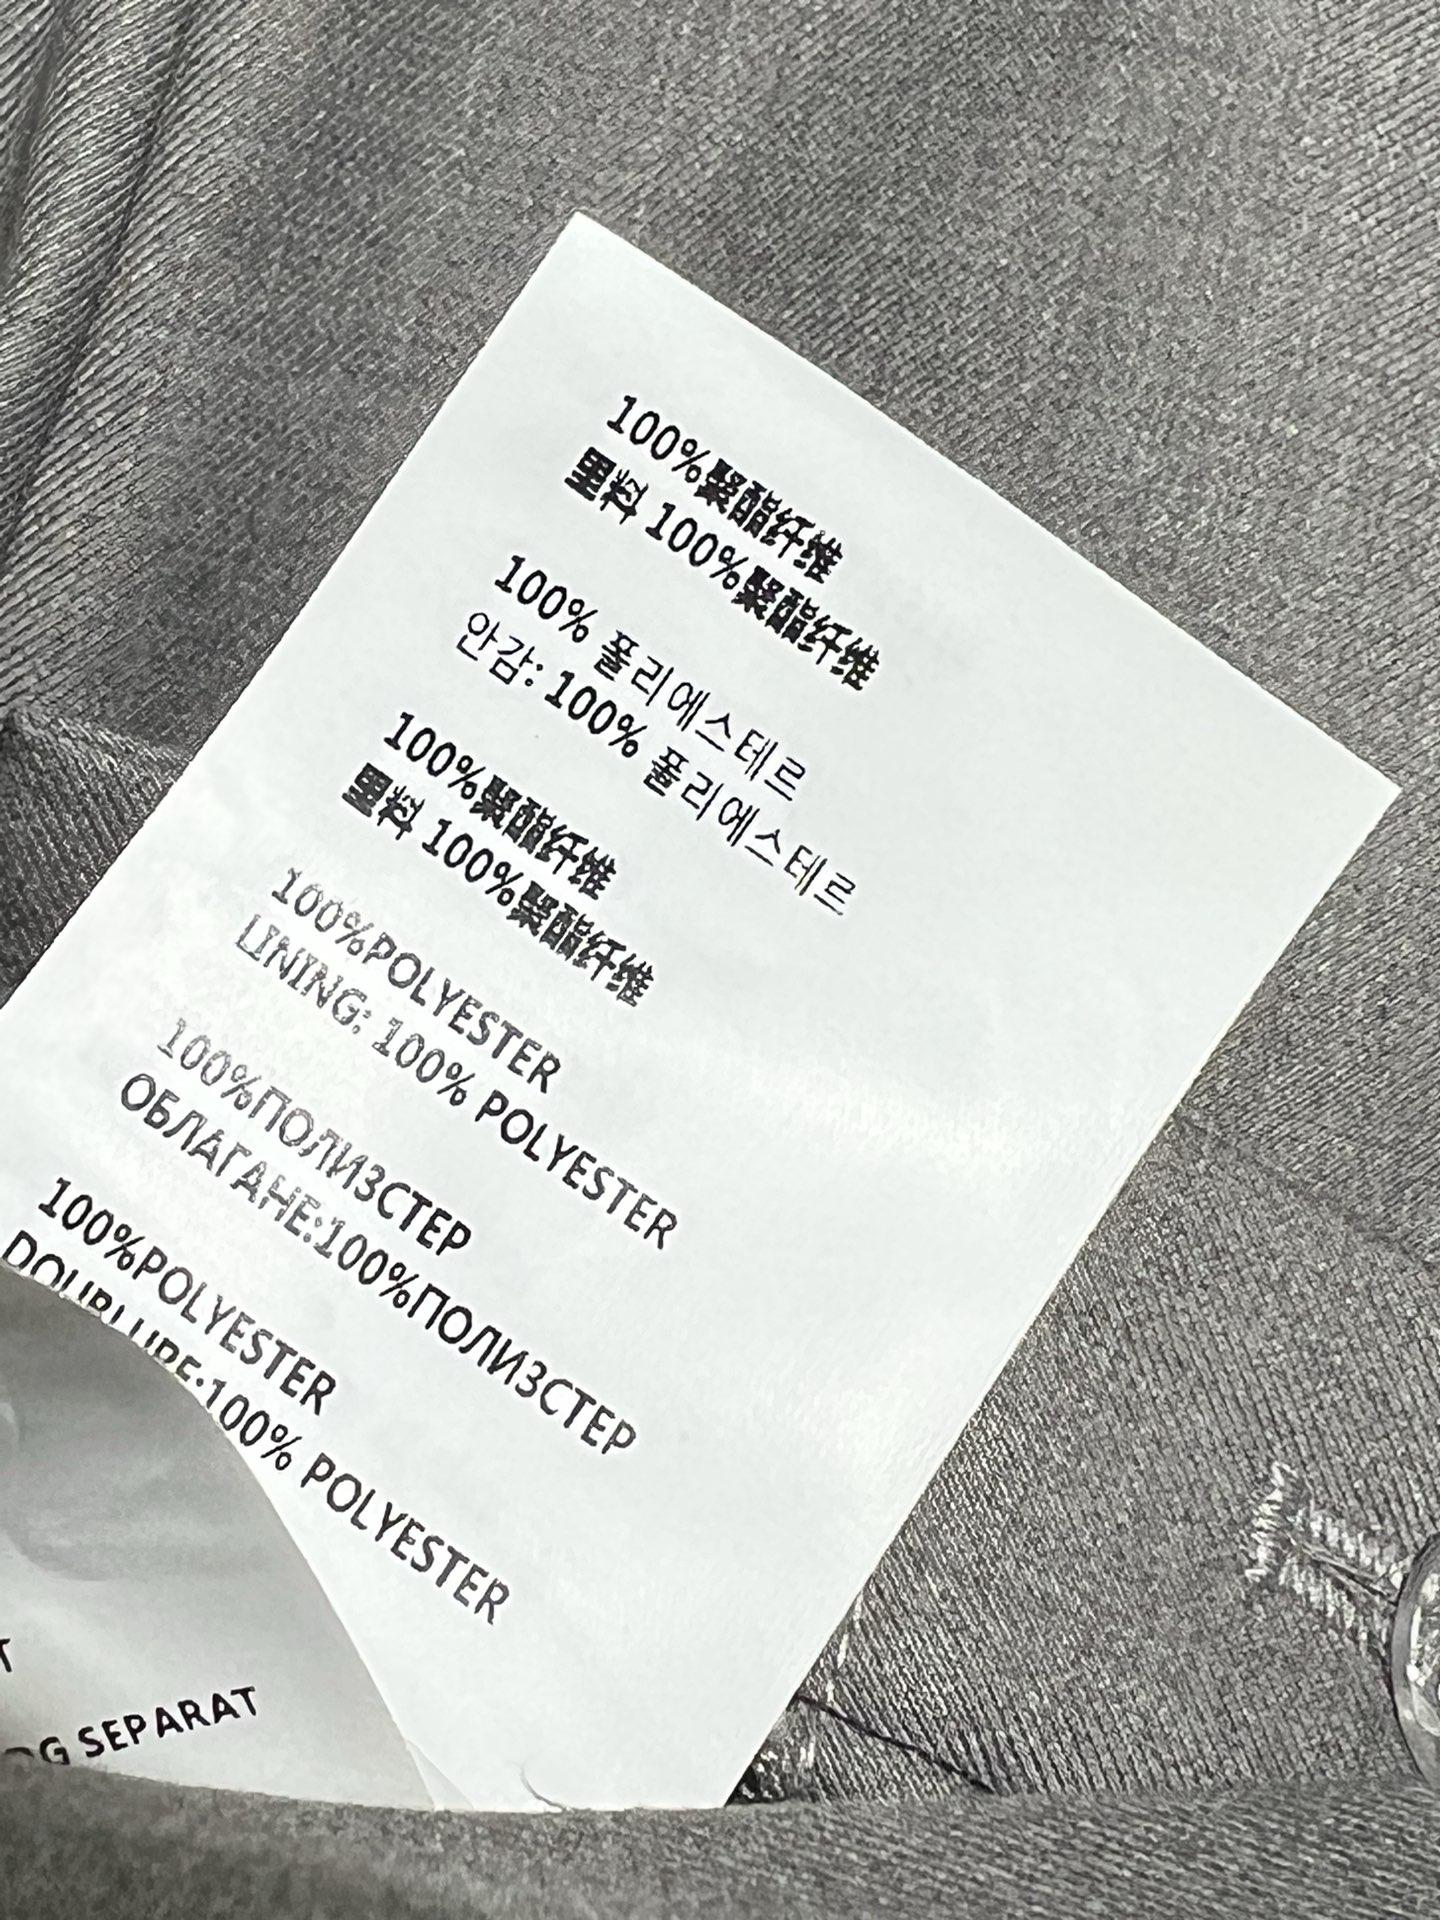 100%聚酯纤维
里料 100%聚酯纤维
100% 폴리에스테르
안감: 100% 폴리에스테르
100%聚酯纤维
里料 100%聚酯纤维
100%POLYESTER
LINING: 100% POLYESTER
100%ПОЛИЗСТЕР
ОБЛАГАНЕ:100%ПОЛИЗСТЕР
100%POLYESTER
DOUBLURE:100% POLYESTER
SEPARAT